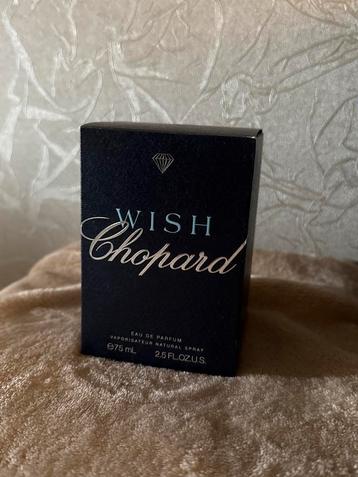 WISH
Chopard
EAU DE PARFUM
VAPORISATEUR NATURAL SPRAY
℮75 mL 2.5 FL.OZ.U.S.